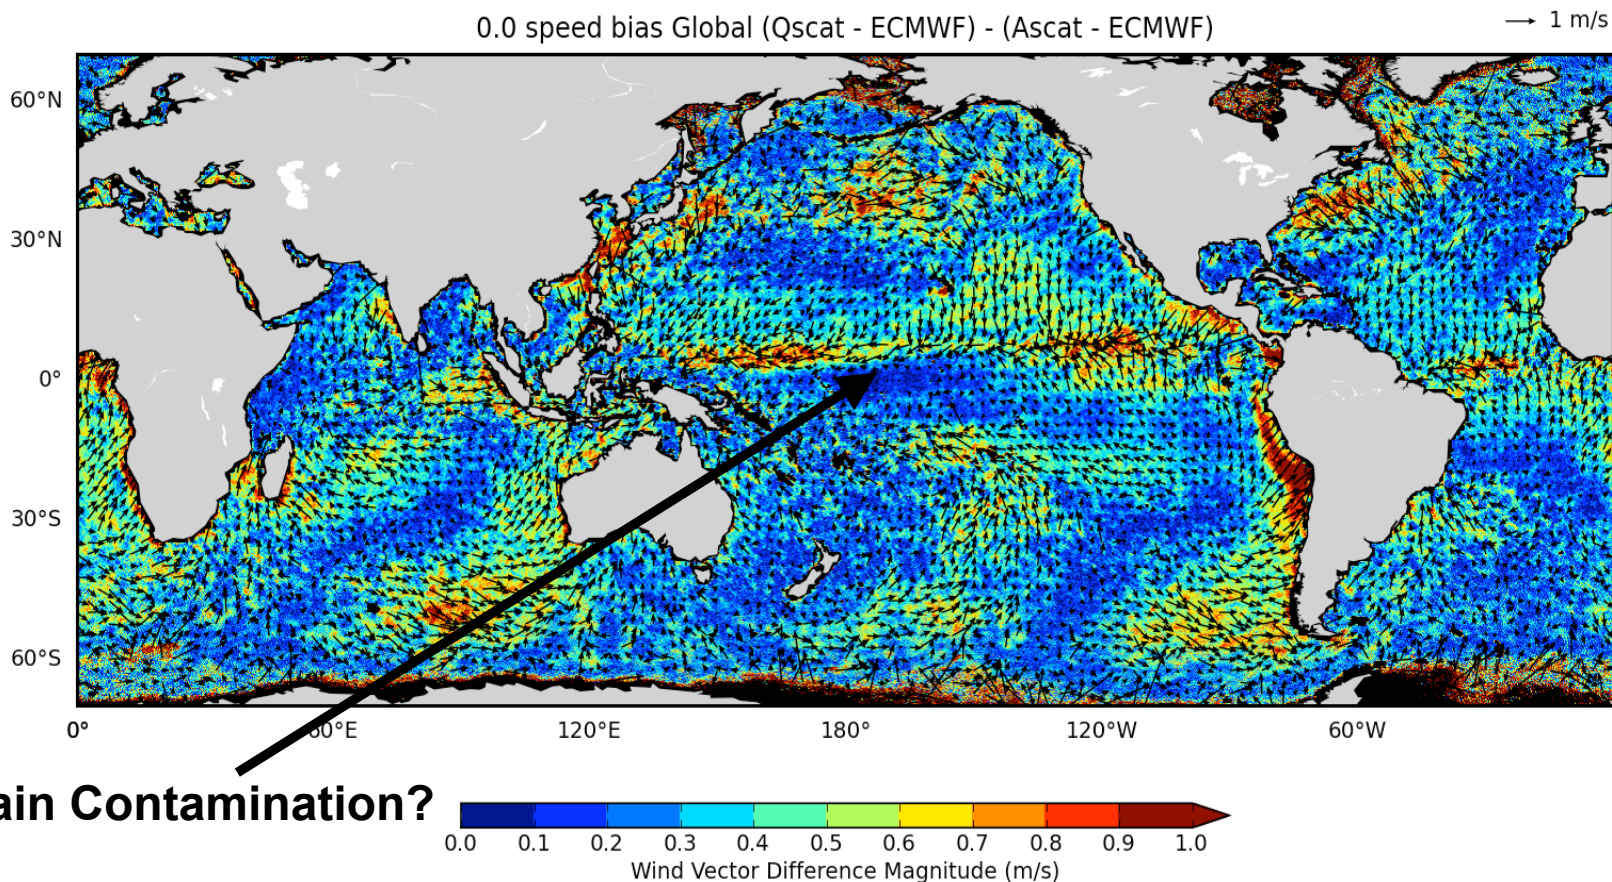 0.0 speed bias Global (Qscat - ECMWF) - (Ascat - ECMWF)
1 m/s
60°N
30°N
0°
30°S
60°S
0° 60°E 120°E 180° 120°W 60°W
ain Contamination?
0.0 0.1 0.2 0.3 0.4 0.5 0.6 0.7 0.8 0.9 1.0
Wind Vector Difference Magnitude (m/s)